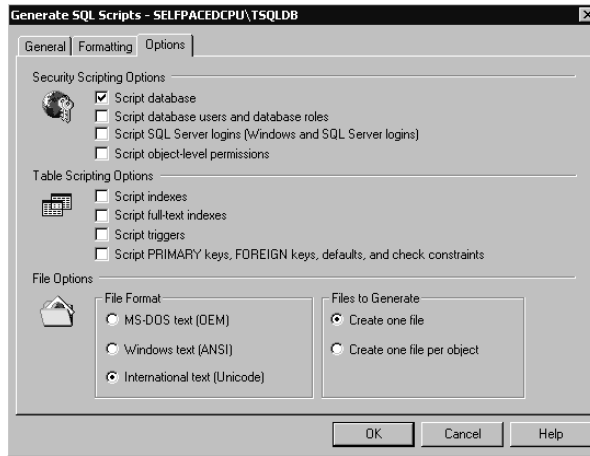 Generate SQL Scripts - SELFPACEDCPU\TSQLDB
General Formatting Options
Security Scripting Options
Script database
Script database users and database roles
Script SQL Server logins (Windows and SQL Server logins)
Script object-level permissions
Table Scripting Options
Script indexes
Script full-text indexes
Script triggers
Script PRIMARY keys, FOREIGN keys, defaults, and check constraints
File Options
File Format
MS-DOS text (OEM)
Windows text (ANSI)
International text (Unicode)
Files to Generate
Create one file
Create one file per object
OK Cancel Help